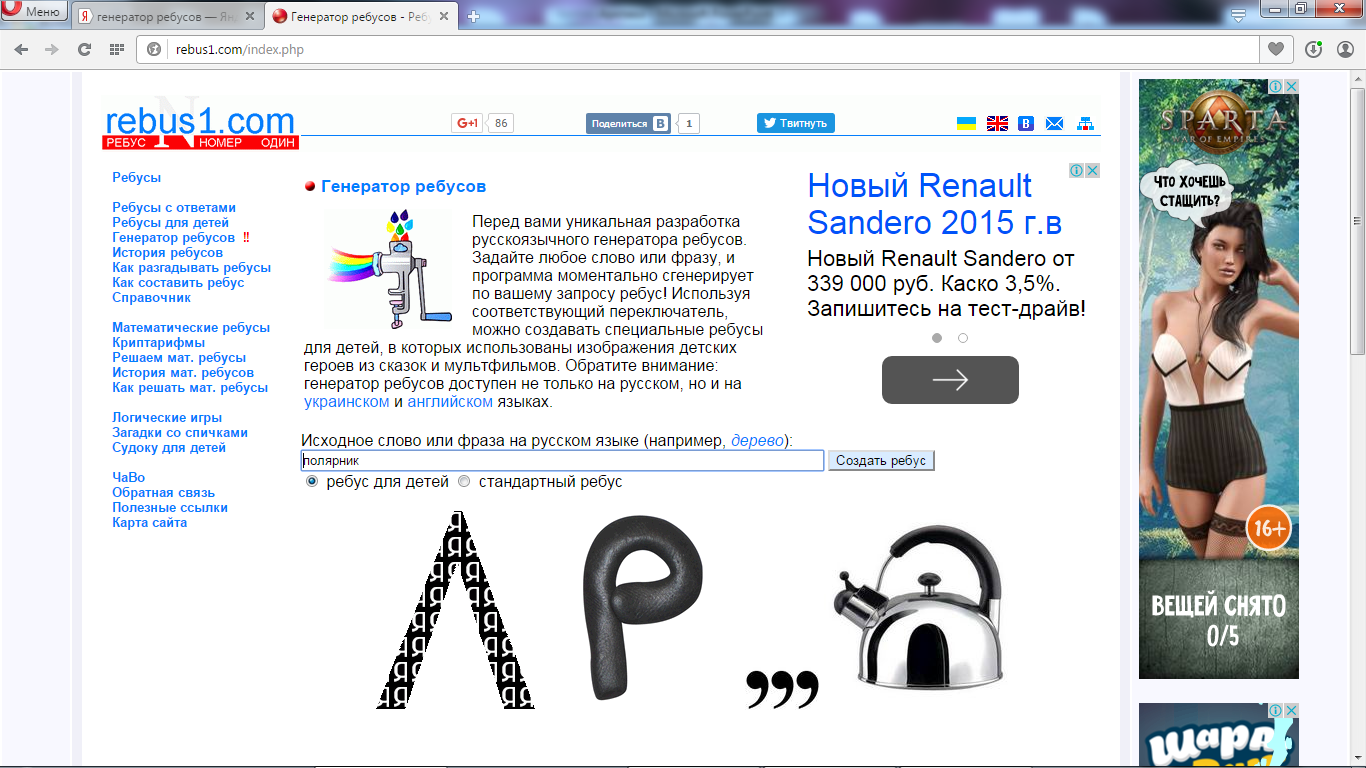 Меню
генератор ребусов — Янд
Генератор ребусов - Ребу
rebus1.com/index.php
rebus1.com
РЕБУС N НОМЕР ОДИН
86
Поделиться B 1
Твитнуть
B
Ребусы
Ребусы с ответами
Ребусы для детей
Генератор ребусов !!
История ребусов
Как разгадывать ребусы
Как составить ребус
Справочник
Математические ребусы
Криптарифмы
Решаем мат. ребусы
История мат. ребусов
Как решать мат. ребусы
Логические игры
Загадки со спичками
Судоку для детей
ЧаВо
Обратная связь
Полезные ссылки
Карта сайта
Генератор ребусов
Перед вами уникальная разработка
русскоязычного генератора ребусов.
Задайте любое слово или фразу, и
программа моментально сгенерирует
по вашему запросу ребус! Используя
соответствующий переключатель,
можно создавать специальные ребусы
для детей, в которых использованы изображения детских
героев из сказок и мультфильмов. Обратите внимание:
генератор ребусов доступен не только на русском, но и на
украинском и английском языках.
Исходное слово или фраза на русском языке (например, дерево):
полярник
Создать ребус
ребус для детей стандартный ребус
Л Р ,,,
Новый Renault
Sandero 2015 г.в
Новый Renault Sandero от
339 000 руб. Каско 3,5%.
Запишитесь на тест-драйв!
SPARTA
WAR OF EMPIRES
ЧТО ХОЧЕШЬ
СТАЩИТЬ?
16+
ВЕЩЕЙ СНЯТО
0/5